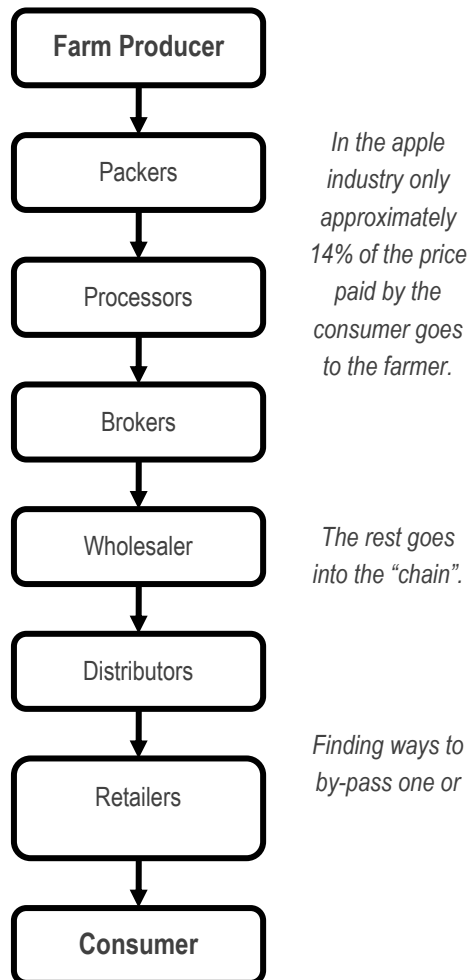 Farm Producer
Packers
Processors
Brokers
Wholesaler
Distributors
Retailers
Consumer
In the apple
industry only
approximately
14% of the price
paid by the
consumer goes
to the farmer.
The rest goes
into the “chain”.
Finding ways to
by-pass one or